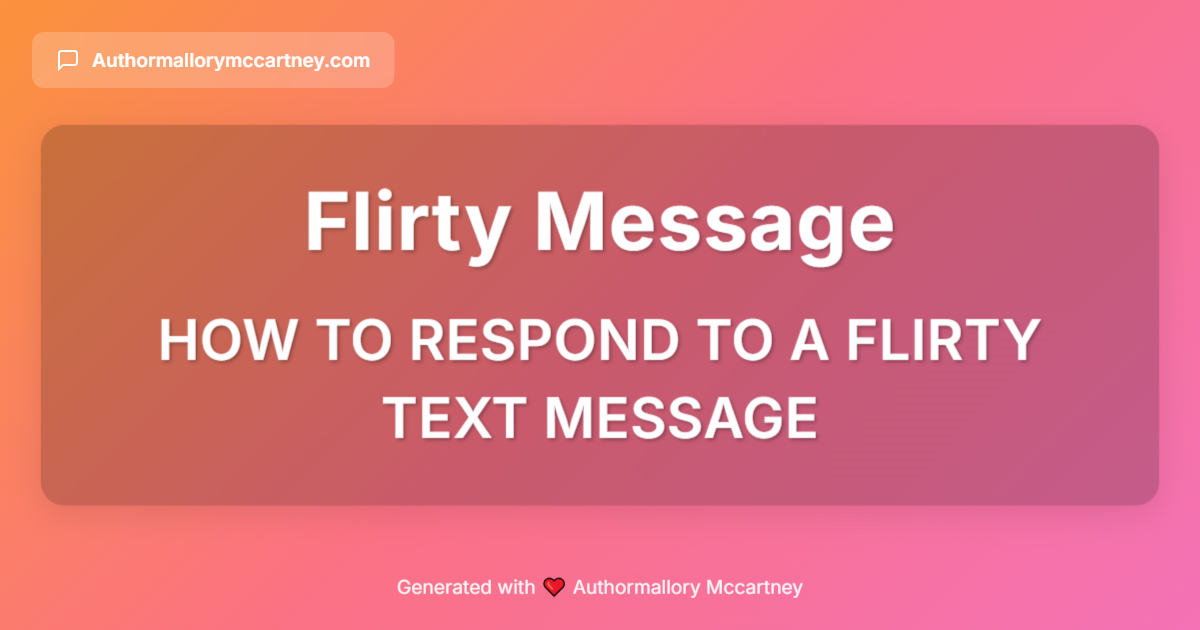 Authormallorymccartney.com
Flirty Message
HOW TO RESPOND TO A FLIRTY
TEXT MESSAGE
Generated with ❤️ Authormallory Mccartney